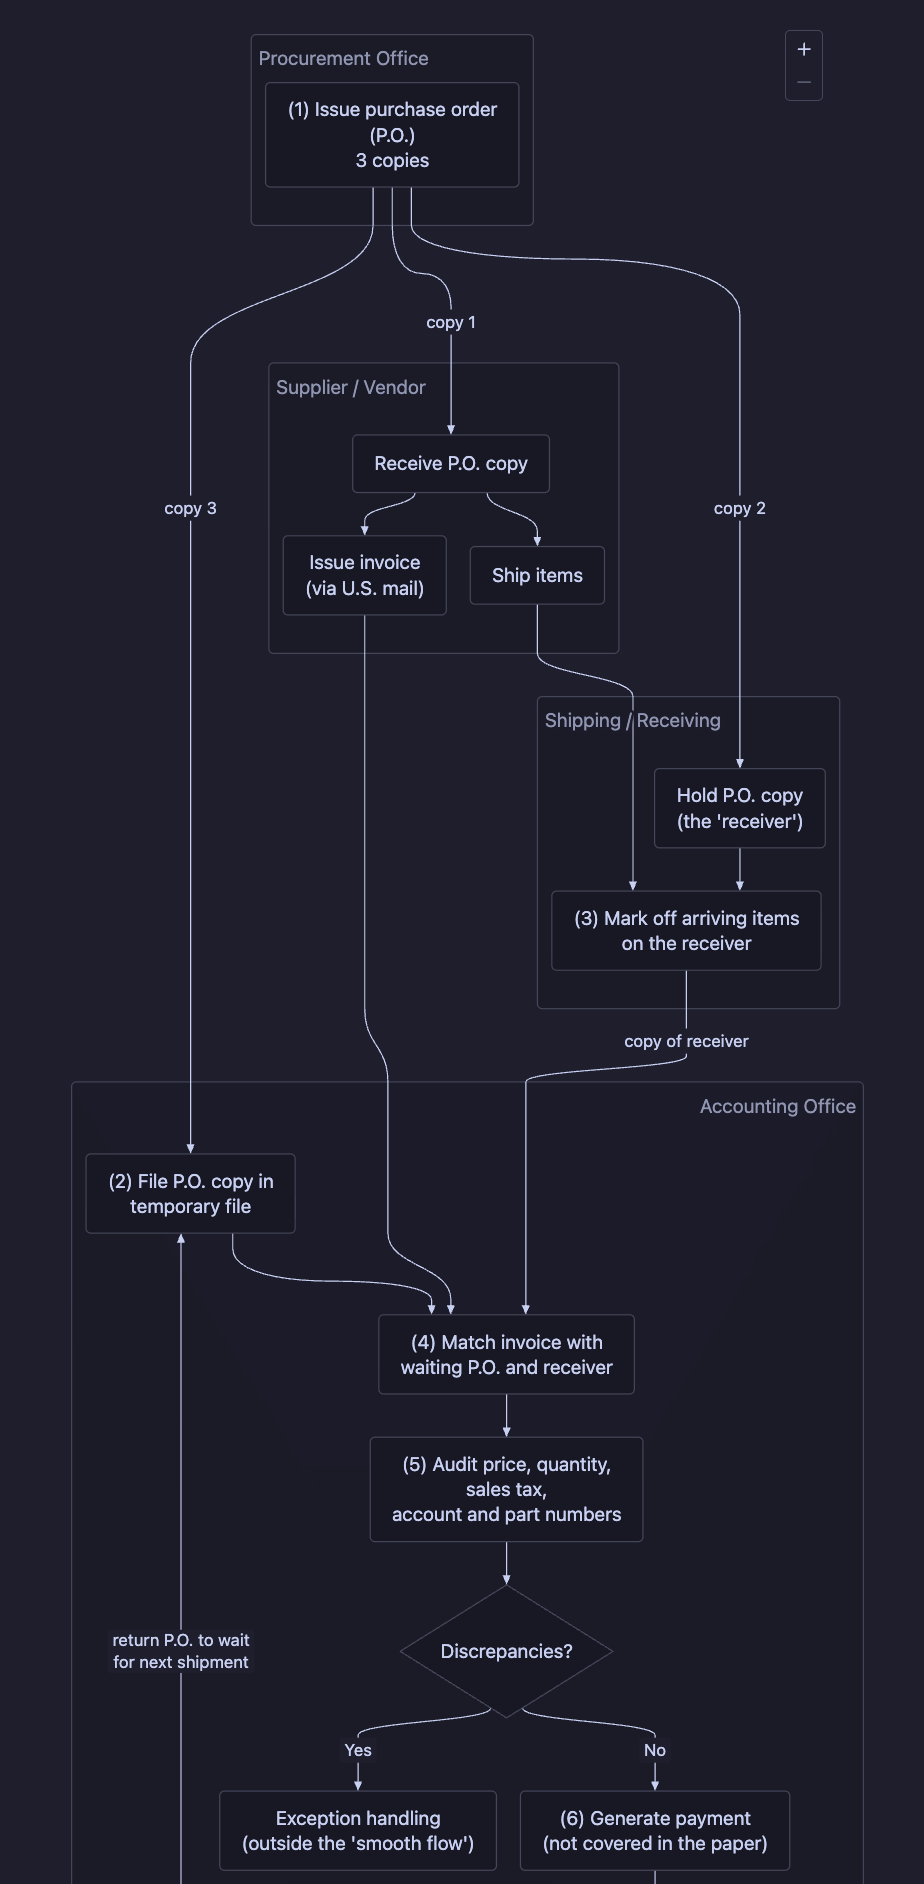 Procurement Office
+
−
(1) Issue purchase order
(P.O.)
3 copies
copy 1
Supplier / Vendor
Receive P.O. copy
copy 3
copy 2
Issue invoice
(via U.S. mail)
Ship items
Shipping / Receiving
Hold P.O. copy
(the 'receiver')
(3) Mark off arriving items
on the receiver
copy of receiver
Accounting Office
(2) File P.O. copy in
temporary file
(4) Match invoice with
waiting P.O. and receiver
(5) Audit price, quantity,
sales tax,
account and part numbers
return P.O. to wait
for next shipment
Discrepancies?
Yes
No
Exception handling
(outside the 'smooth flow')
(6) Generate payment
(not covered in the paper)